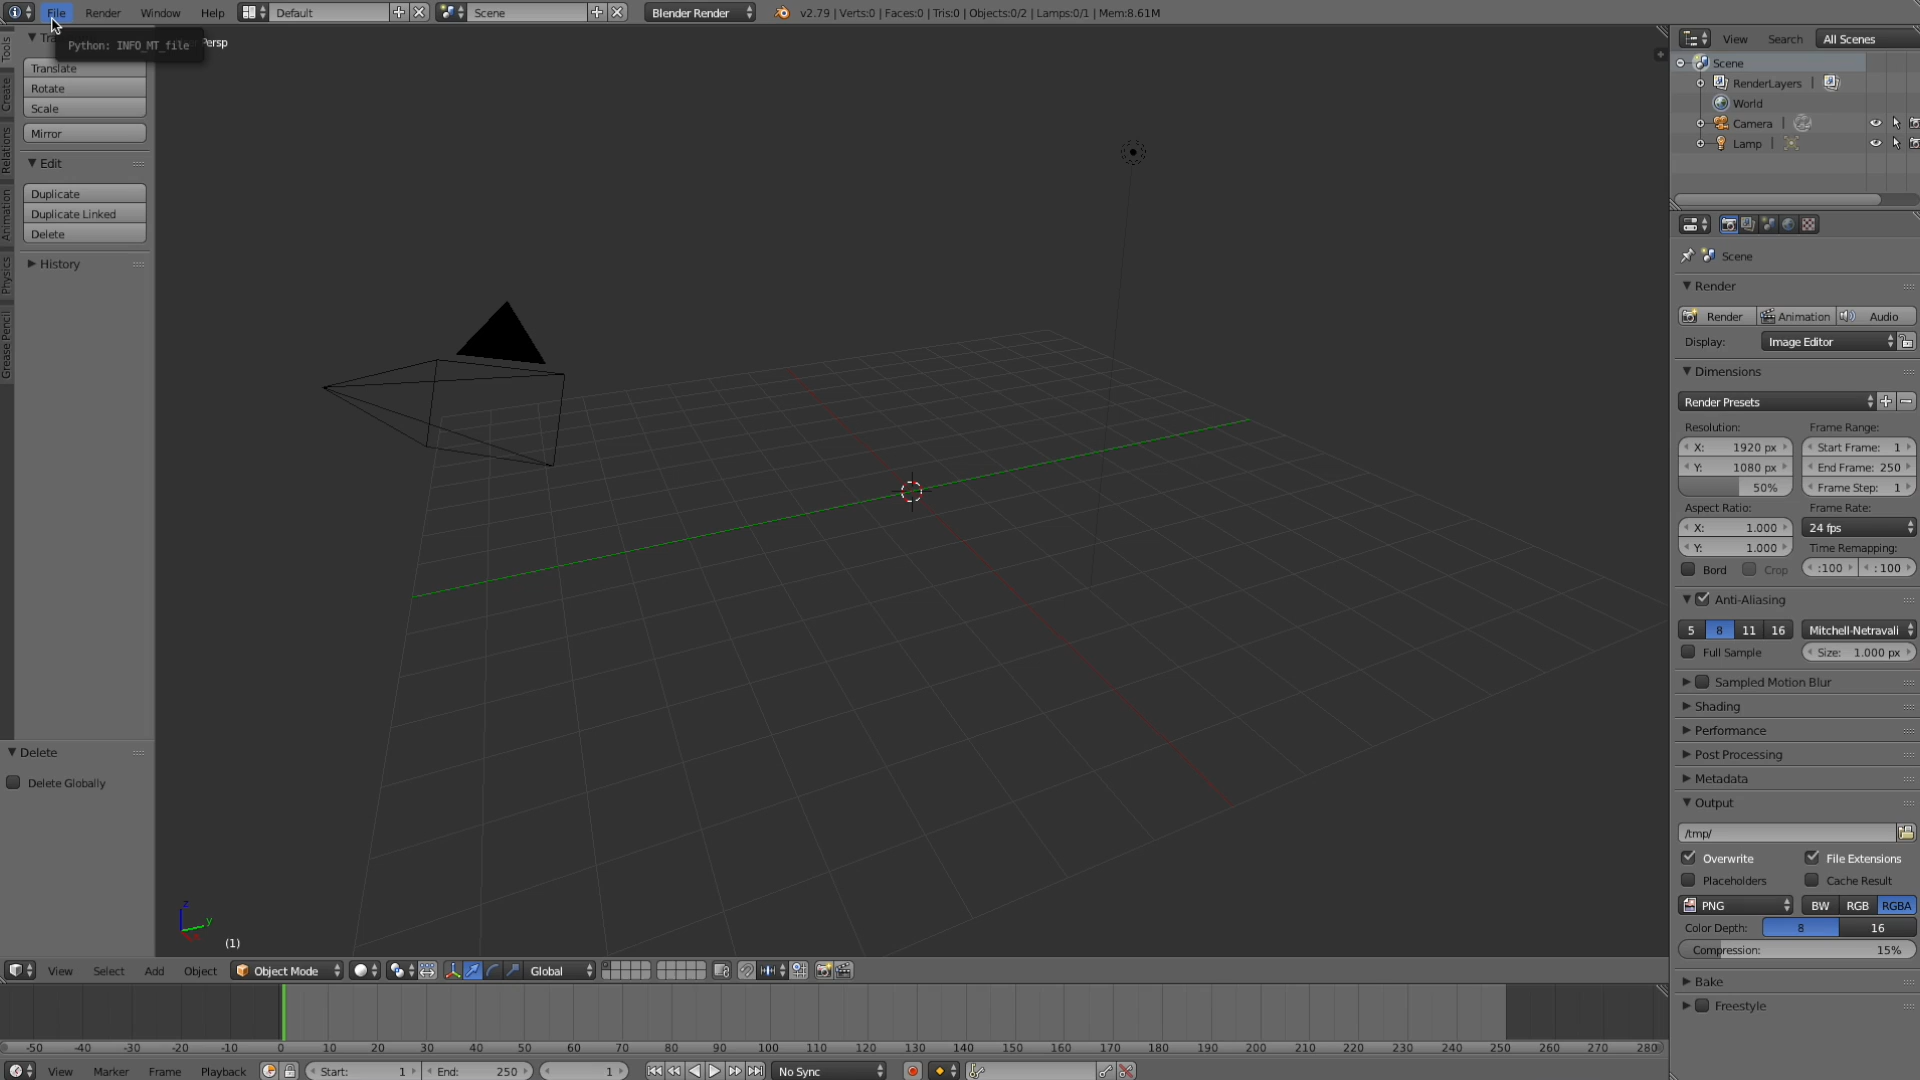 File Render Window Help Default Scene Blender Render v2.79 | Verts:0 | Faces:0 | Tris:0 | Objects:0/2 | Lamps:0/1 | Mem:8.61M
Python: INFO_MT_file
Persp
Translate
Rotate
Scale
Mirror
Edit
Duplicate
Duplicate Linked
Delete
History
Tools
Create
Relations
Animation
Physics
Grease Pencil
Delete
Delete Globally
z
y
(1)
View Search All Scenes
Scene
RenderLayers |
World
Camera |
Lamp |
Scene
Render
Render Animation Audio
Display: Image Editor
Dimensions
Render Presets
Resolution: Frame Range:
X: 1920 px Start Frame: 1
Y: 1080 px End Frame: 250
50% Frame Step: 1
Aspect Ratio: Frame Rate:
X: 1.000 24 fps
Y: 1.000 Time Remapping:
Bord Crop :100 :100
Anti-Aliasing
5 8 11 16 Mitchell-Netravali
Full Sample Size: 1.000 px
Sampled Motion Blur
Shading
Performance
Post Processing
Metadata
Output
/tmp/
Overwrite File Extensions
Placeholders Cache Result
PNG BW RGB RGBA
Color Depth: 8 16
Compression: 15%
Bake
Freestyle
View Select Add Object Object Mode Global
-50 -40 -30 -20 -10 0 10 20 30 40 50 60 70 80 90 100 110 120 130 140 150 160 170 180 190 200 210 220 230 240 250 260 270 280
View Marker Frame Playback Start: 1 End: 250 1 No Sync